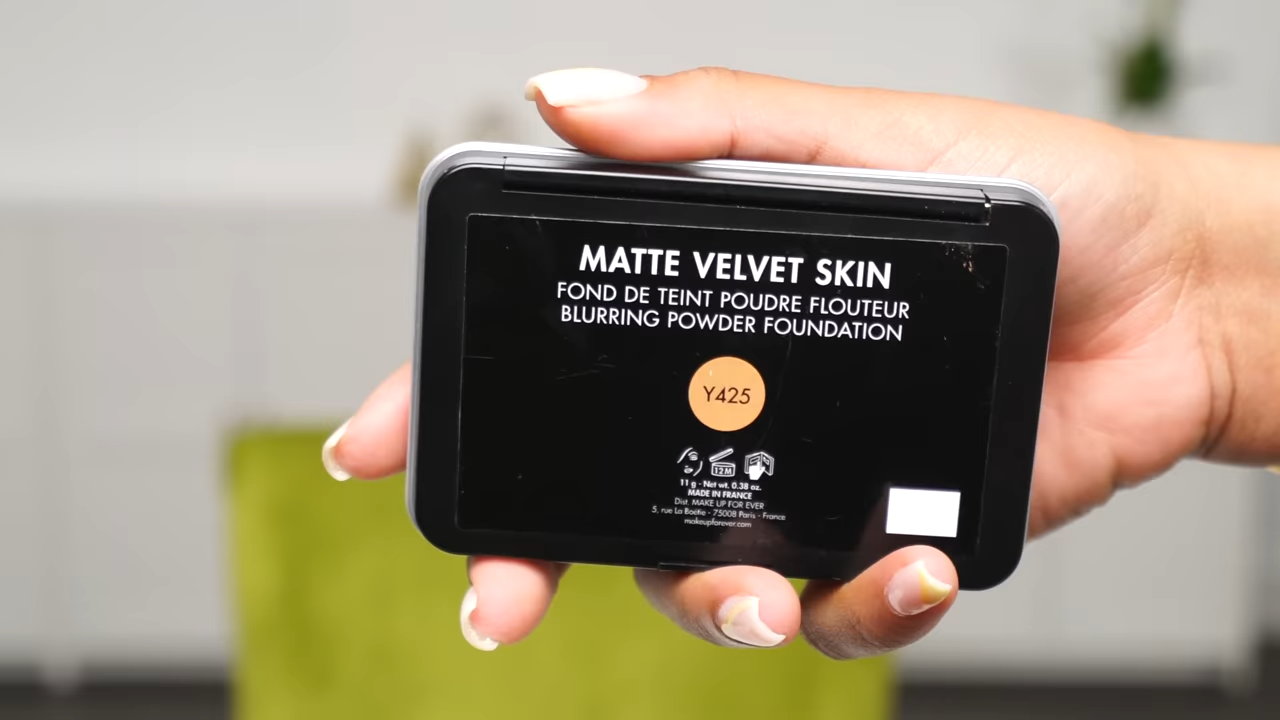 MATTE VELVET SKIN
FOND DE TEINT POUDRE FLOUTEUR
BLURRING POWDER FOUNDATION
Y425
12M
11 g - Net wt. 0.38 oz.
MADE IN FRANCE
Dist. MAKE UP FOR EVER
5, rue La Boétie - 75008 Paris - France
makeupforever.com